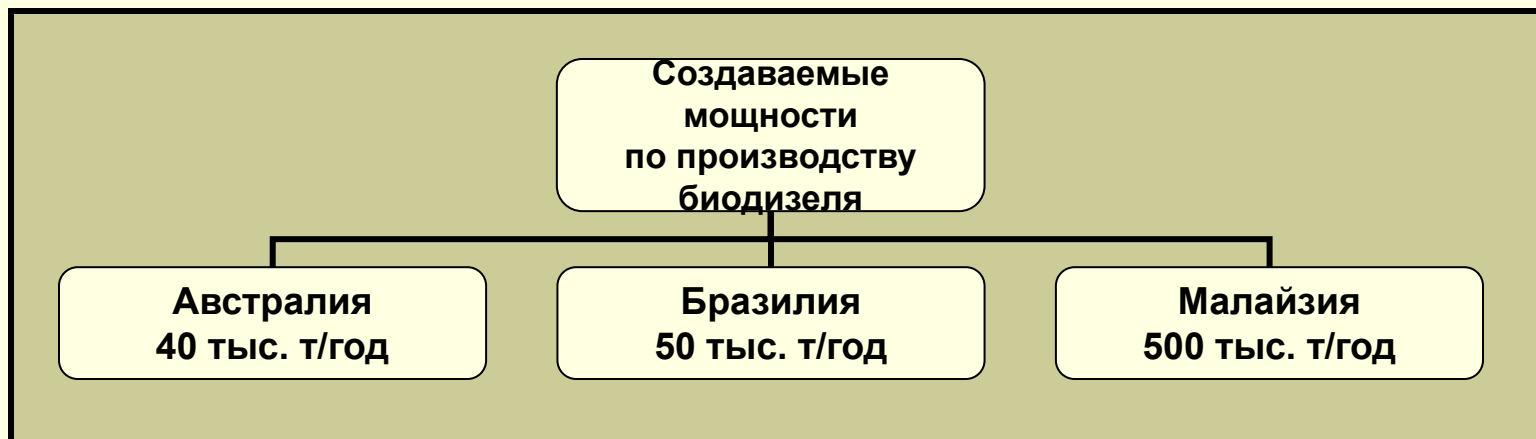 Создаваемые
мощности
по производству
биодизеля
Австралия
40 тыс. т/год
Бразилия
50 тыс. т/год
Малайзия
500 тыс. т/год